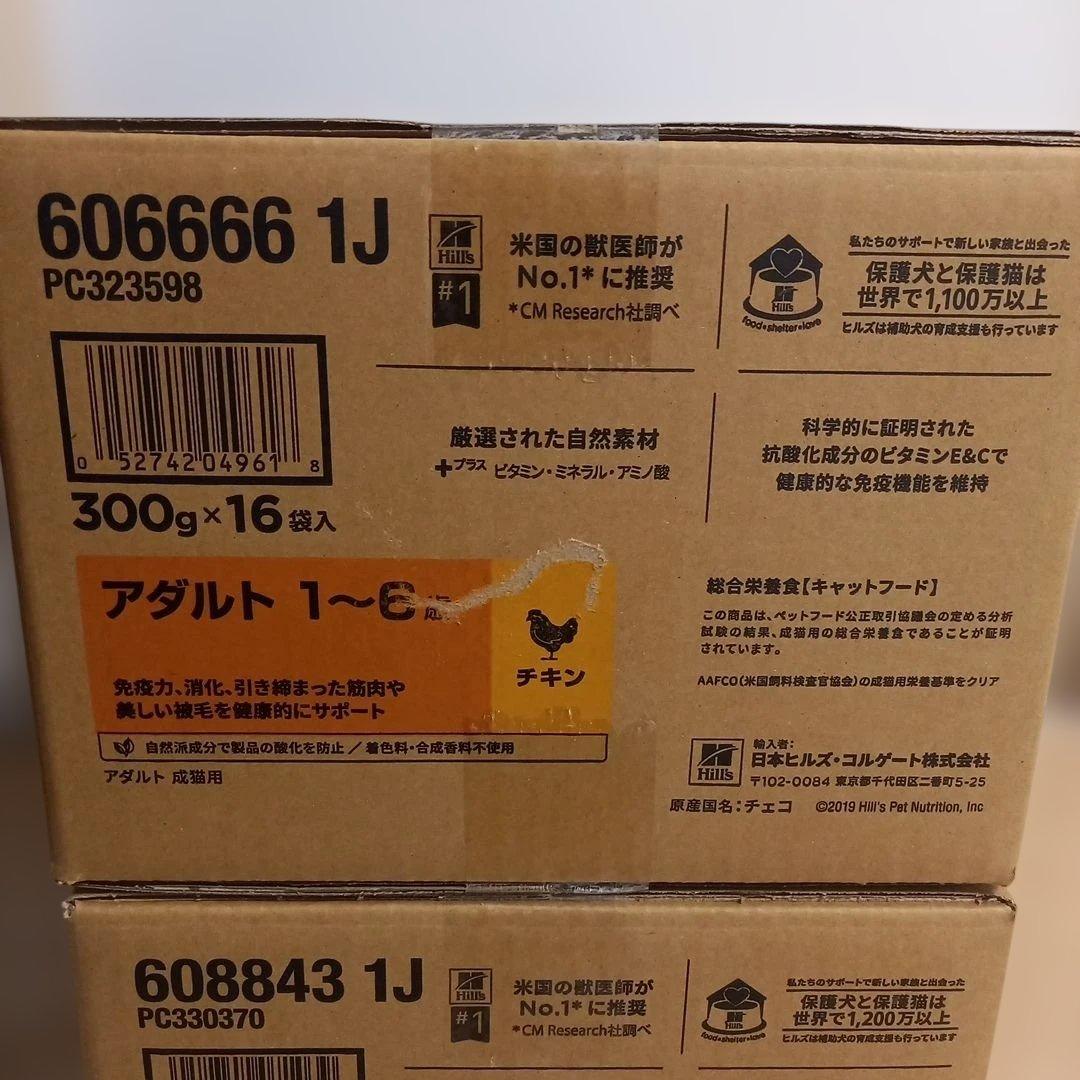 606666 1J
PC323598
Hill's
#1
米国の獣医師が
No.1*に推奨
*CM Research社調べ
Hill's
food•shelter•love
私たちのサポートで新しい家族と出会った
保護犬と保護猫は
世界で1,100万以上
ヒルズは補助犬の育成支援も行っています
0 52742 04961 8
300g×16袋入
厳選された自然素材
+プラス ビタミン・ミネラル・アミノ酸
科学的に証明された
抗酸化成分のビタミンE&Cで
健康的な免疫機能を維持
アダルト 1〜6歳
チキン
免疫力、消化、引き締まった筋肉や
美しい被毛を健康的にサポート
自然派成分で製品の酸化を防止／着色料・合成香料不使用
アダルト 成猫用
総合栄養食【キャットフード】
この商品は、ペットフード公正取引協議会の定める分析
試験の結果、成猫用の総合栄養食であることが証明
されています。
AAFCO(米国飼料検査官協会)の成猫用栄養基準をクリア
Hill's
輸入者:
日本ヒルズ・コルゲート株式会社
〒102-0084 東京都千代田区二番町5-25
原産国名:チェコ ©2019 Hill's Pet Nutrition, Inc
608843 1J
PC330370
Hill's
#1
米国の獣医師が
No.1*に推奨
*CM Research社調べ
Hill's
food•shelter•love
私たちのサポートで新しい家族と出会った
保護犬と保護猫は
世界で1,200万以上
ヒルズは補助犬の育成支援も行っています